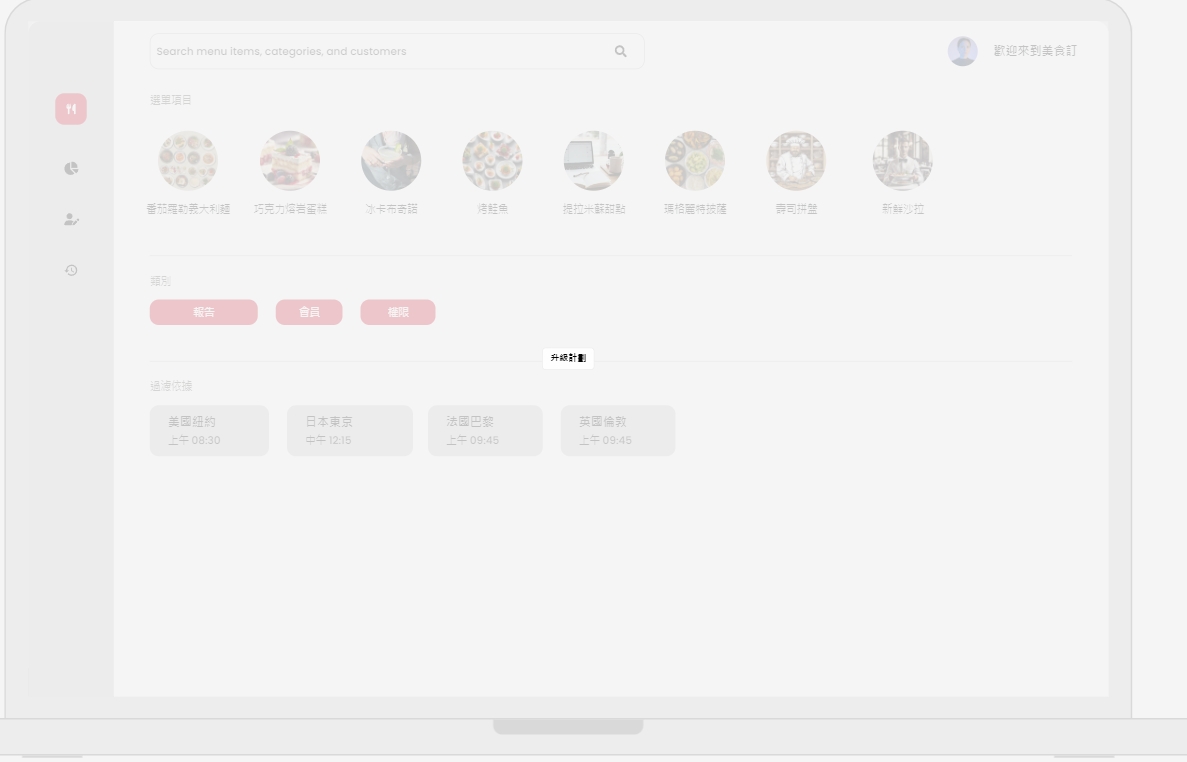 Search menu items, categories, and customers
歡迎來到美食訂
選單項目
番茄羅勒義大利麵
巧克力熔岩蛋糕
冰卡布奇諾
烤鮭魚
提拉米蘇甜點
瑪格麗特披薩
壽司拼盤
新鮮沙拉
類別
報告
會員
權限
升級計劃
過濾依據
美國紐約
上午 08:30
日本東京
中午 12:15
法國巴黎
上午 09:45
英國倫敦
上午 09:45